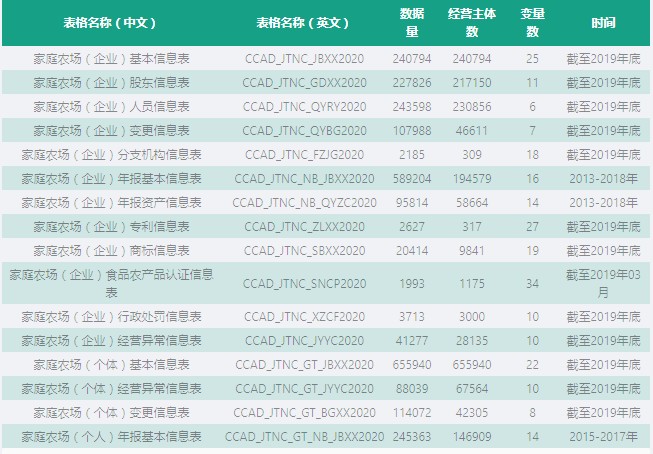 表格名称（中文） 表格名称（英文） 数据量 经营主体数 变量数 时间
家庭农场（企业）基本信息表 CCAD_JTNC_JBXX2020 240794 240794 25 截至2019年底
家庭农场（企业）股东信息表 CCAD_JTNC_GDXX2020 227826 217150 11 截至2019年底
家庭农场（企业）人员信息表 CCAD_JTNC_QYRY2020 243598 230856 6 截至2019年底
家庭农场（企业）变更信息表 CCAD_JTNC_QYBG2020 107988 46611 7 截至2019年底
家庭农场（企业）分支机构信息表 CCAD_JTNC_FZJG2020 2185 309 18 截至2019年底
家庭农场（企业）年报基本信息表 CCAD_JTNC_NB_JBXX2020 589204 194579 16 2013-2018年
家庭农场（企业）年报资产信息表 CCAD_JTNC_NB_QYZC2020 95814 58664 14 2013-2018年
家庭农场（企业）专利信息表 CCAD_JTNC_ZLXX2020 2627 317 27 截至2019年底
家庭农场（企业）商标信息表 CCAD_JTNC_SBXX2020 20414 9841 19 截至2019年底
家庭农场（企业）食品农产品认证信息表 CCAD_JTNC_SNCP2020 1993 1175 34 截至2019年03月
家庭农场（企业）行政处罚信息表 CCAD_JTNC_XZCF2020 3713 3000 10 截至2019年底
家庭农场（企业）经营异常信息表 CCAD_JTNC_JYYC2020 41277 28135 10 截至2019年底
家庭农场（个体）基本信息表 CCAD_JTNC_GT_JBXX2020 655940 655940 22 截至2019年底
家庭农场（个体）经营异常信息表 CCAD_JTNC_GT_JYYC2020 88039 67564 10 截至2019年底
家庭农场（个体）变更信息表 CCAD_JTNC_GT_BGXX2020 114072 42305 8 截至2019年底
家庭农场（个人）年报基本信息表 CCAD_JTNC_GT_NB_JBXX2020 245363 146909 14 2015-2017年